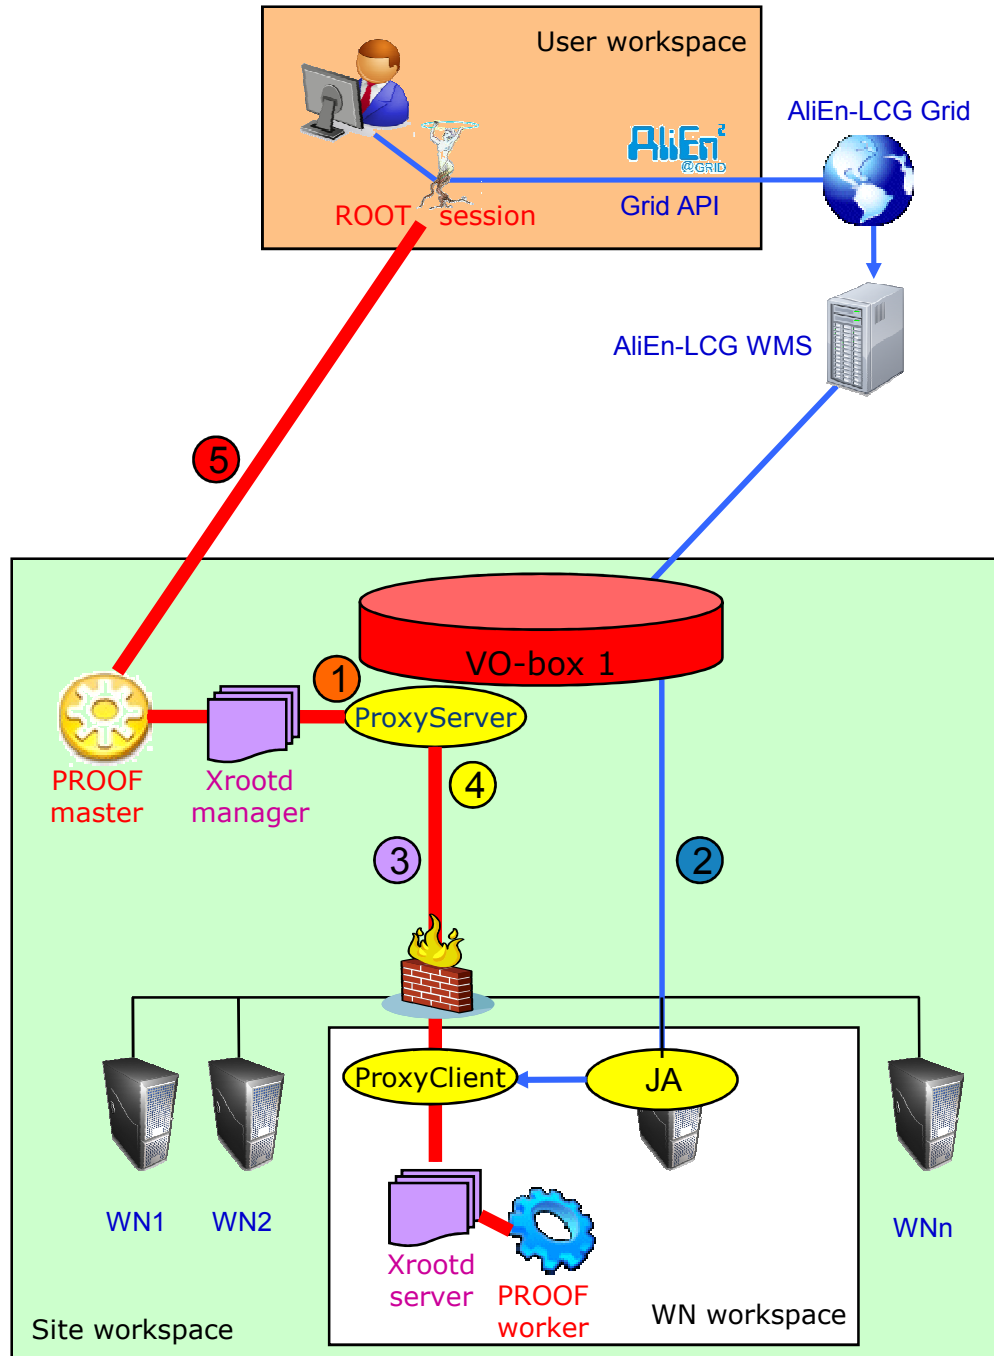 User workspace
AliEn-LCG Grid
AliEn²
@GRID
Grid API
ROOT session
AliEn-LCG WMS
5
VO-box 1
1
ProxyServer
PROOF
master
Xrootd
manager
4
3
2
ProxyClient
JA
WN1
WN2
WNn
Xrootd
server
PROOF
worker
WN workspace
Site workspace